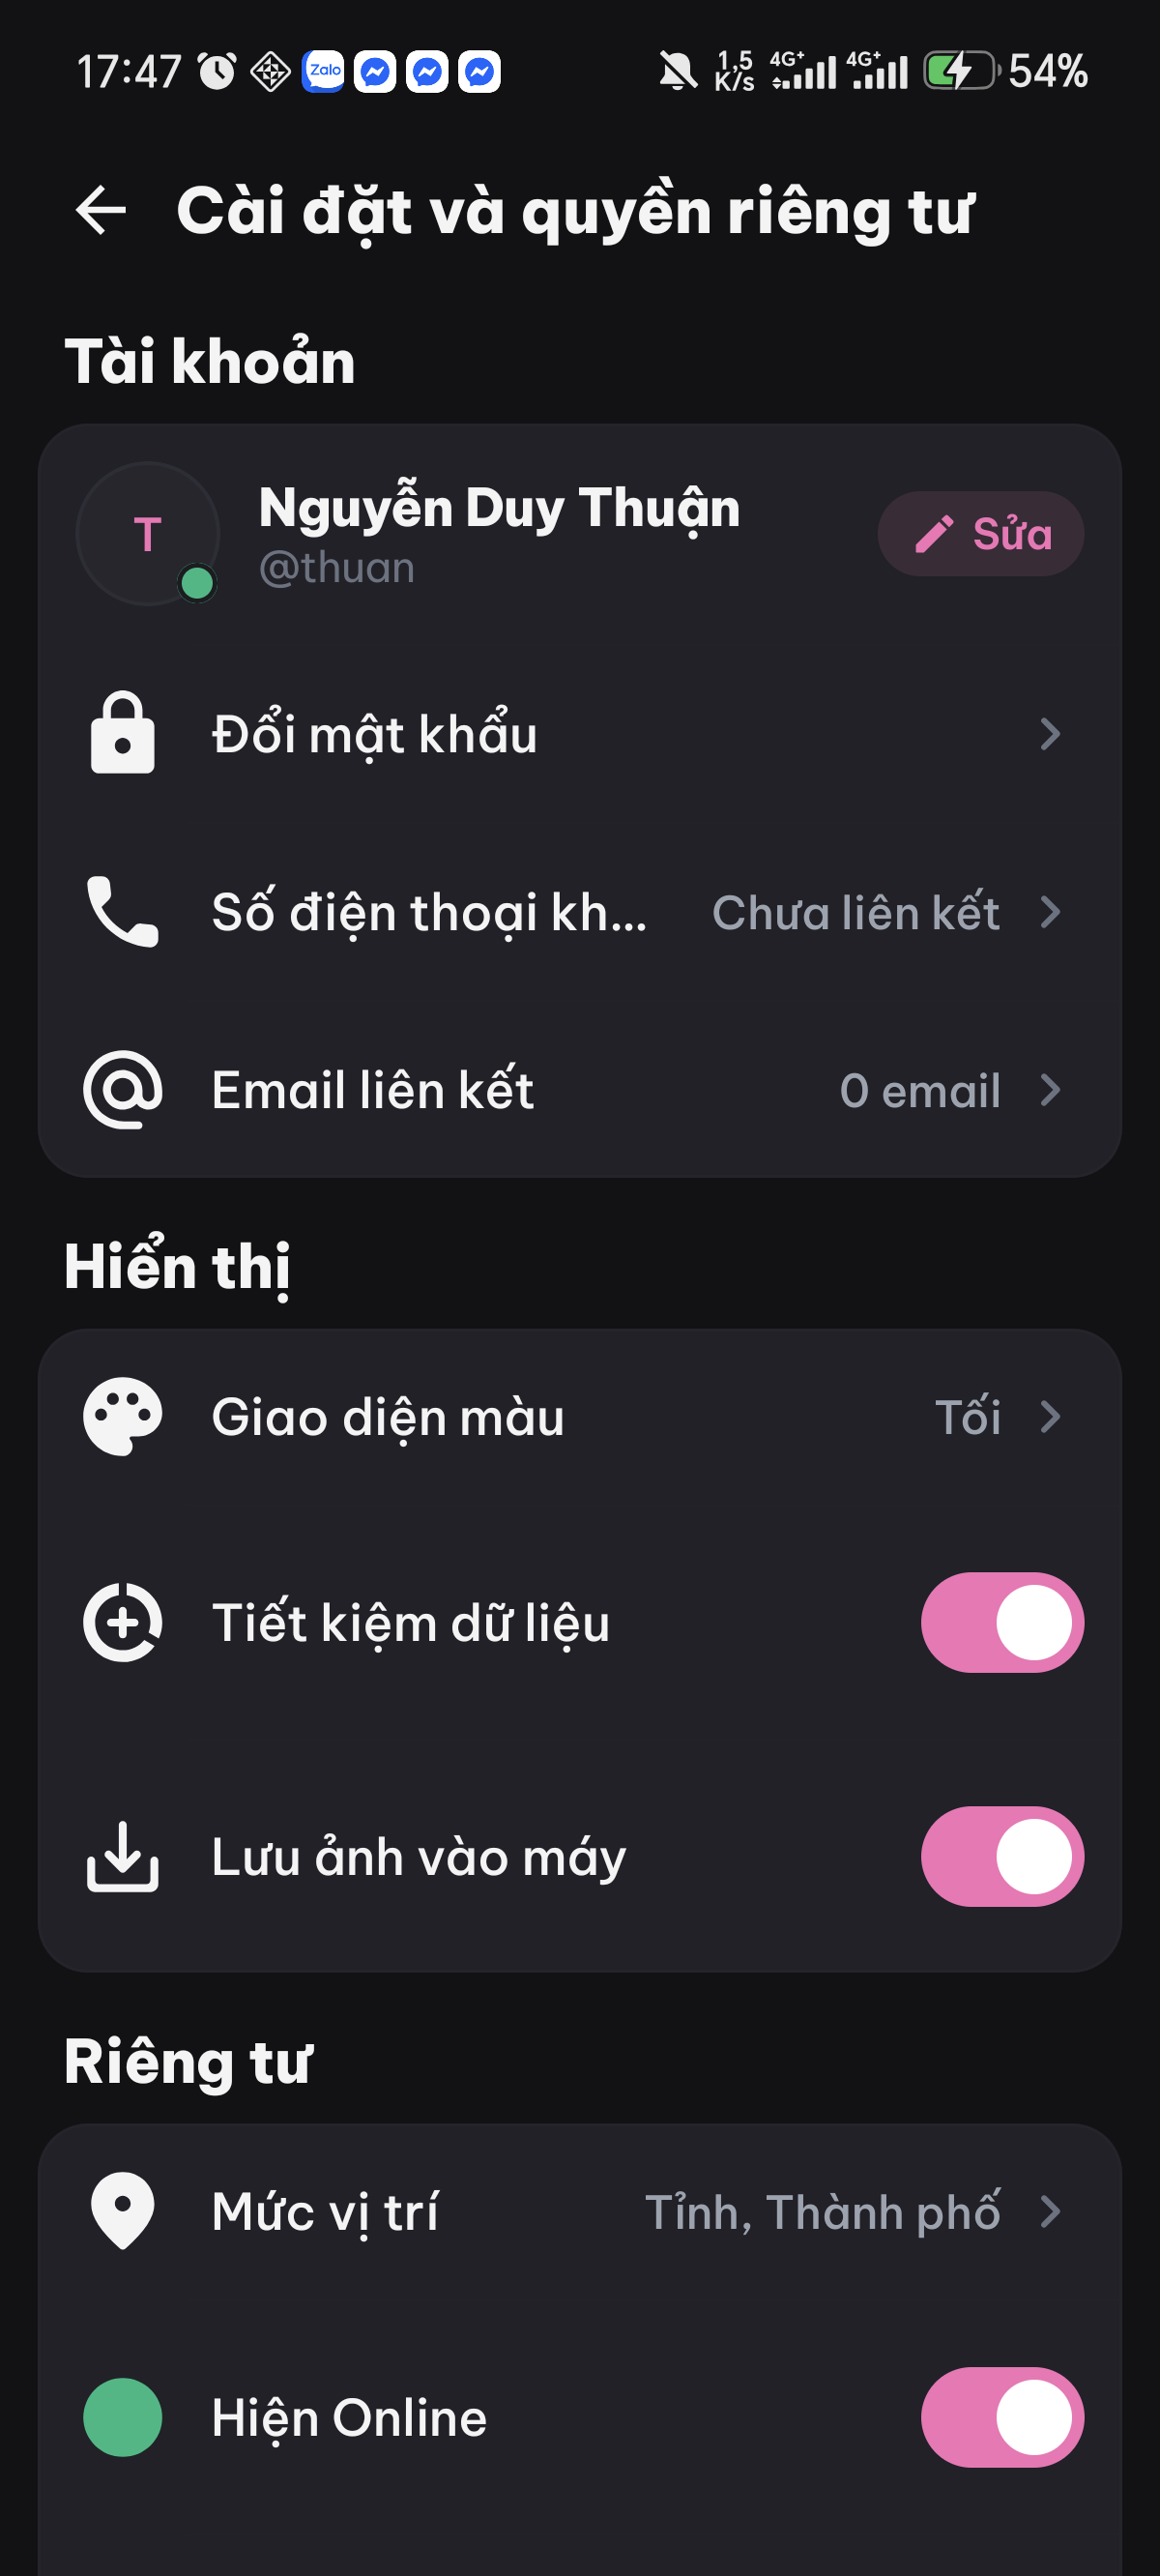 17:47
Zalo
1,5 K/s
4G+
4G+
54%
Cài đặt và quyền riêng tư
Tài khoản
T
Nguyễn Duy Thuận
@thuan
Sửa
Đổi mật khẩu
Số điện thoại kh...
Chưa liên kết
Email liên kết
0 email
Hiển thị
Giao diện màu
Tối
Tiết kiệm dữ liệu
Lưu ảnh vào máy
Riêng tư
Mức vị trí
Tỉnh, Thành phố
Hiện Online